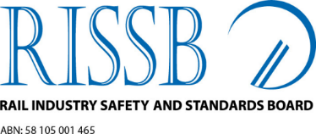 RISSB
RAIL INDUSTRY SAFETY AND STANDARDS BOARD
ABN: 58 105 001 465